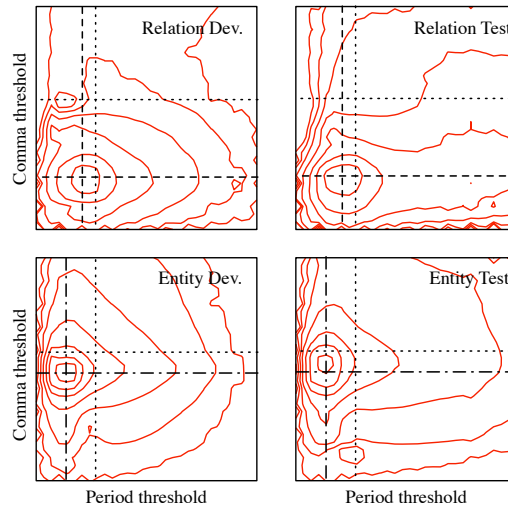 Relation Dev.
Relation Test
Comma threshold
Entity Dev.
Entity Test
Comma threshold
Period threshold
Period threshold